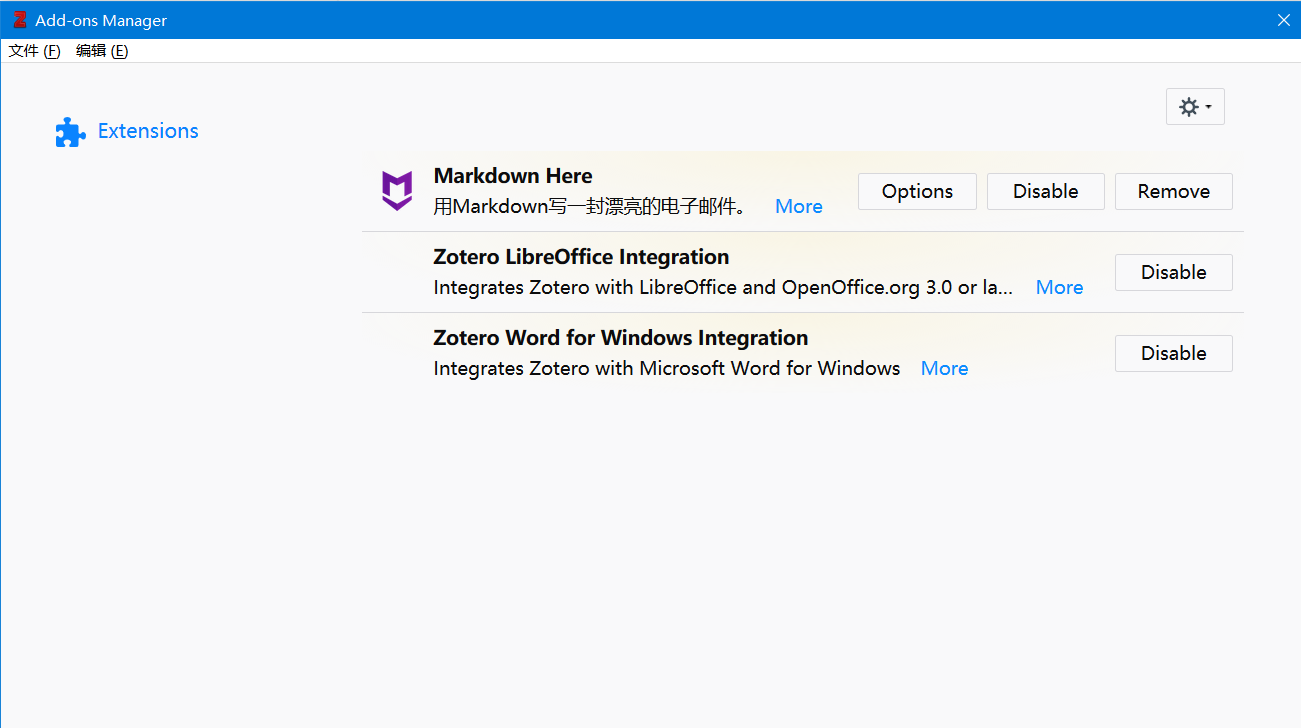 Add-ons Manager
文件 (F) 编辑 (E)
Extensions
Markdown Here
用Markdown写一封漂亮的电子邮件。 More
Options Disable Remove
Zotero LibreOffice Integration
Integrates Zotero with LibreOffice and OpenOffice.org 3.0 or la... More
Disable
Zotero Word for Windows Integration
Integrates Zotero with Microsoft Word for Windows More
Disable